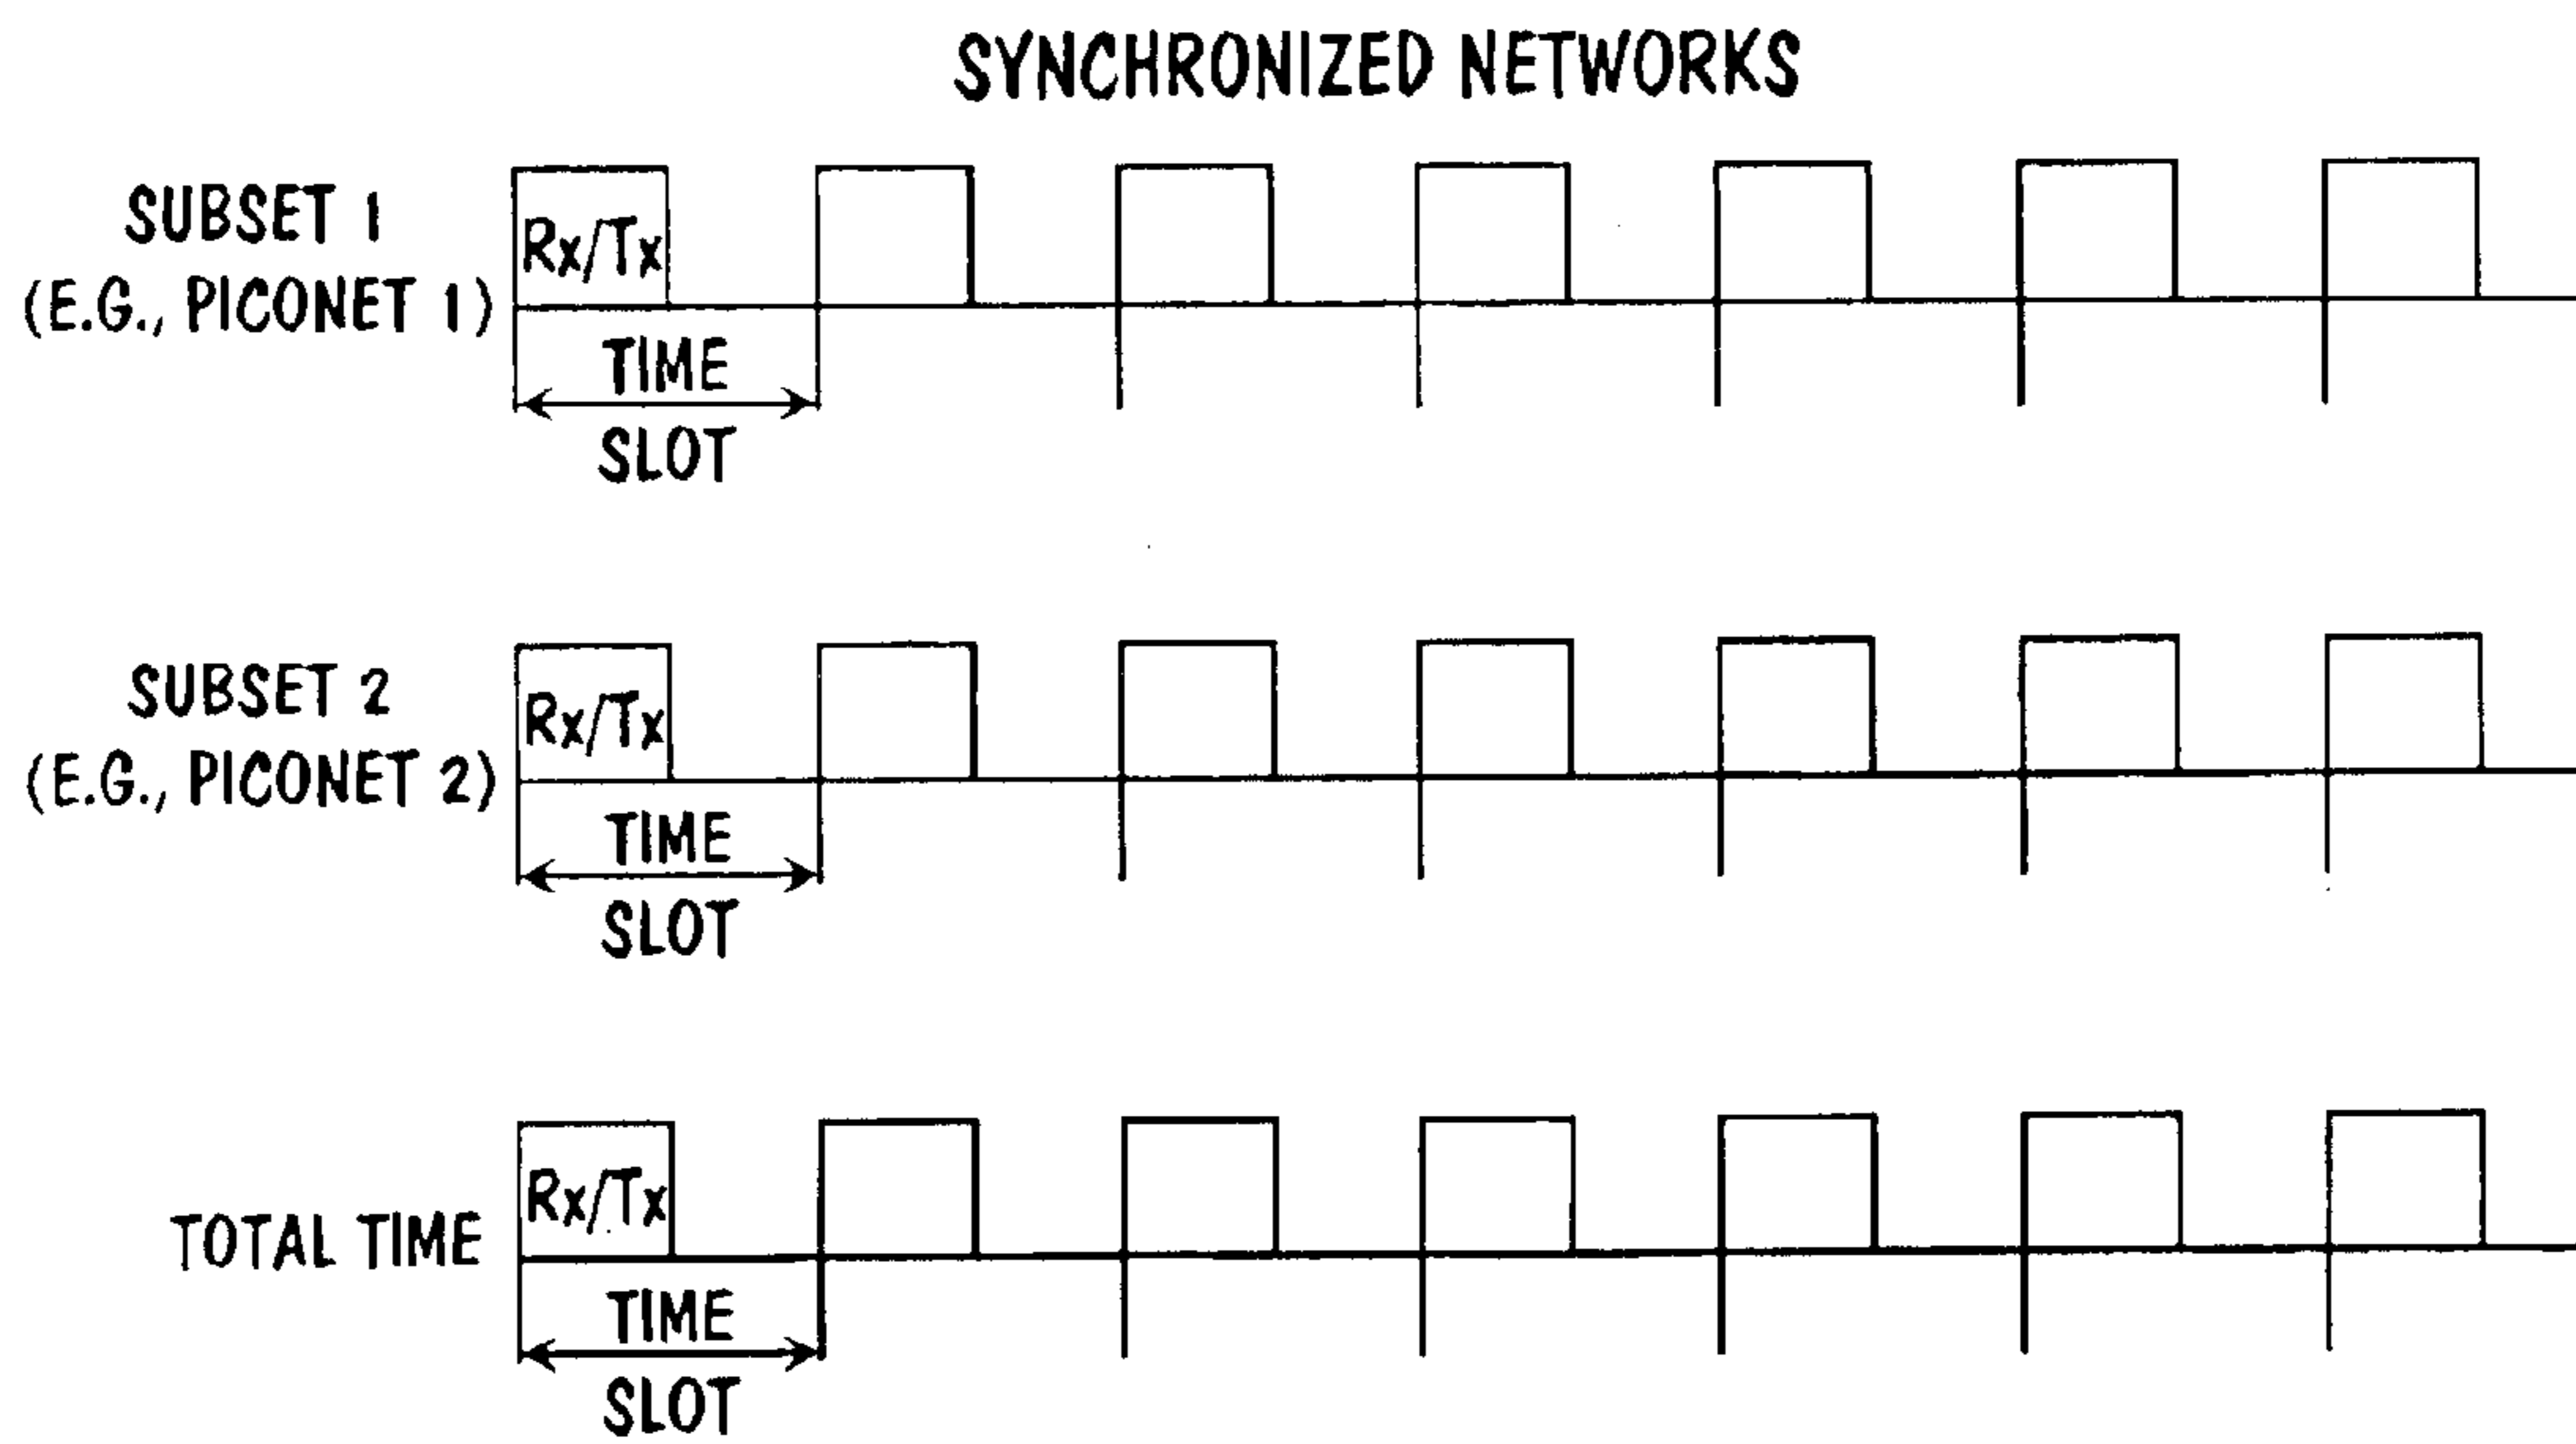 SYNCHRONIZED NETWORKS
SUBSET 1
(E.G., PICONET 1)
Rx/Tx
TIME
SLOT
SUBSET 2
(E.G., PICONET 2)
Rx/Tx
TIME
SLOT
TOTAL TIME
Rx/Tx
TIME
SLOT